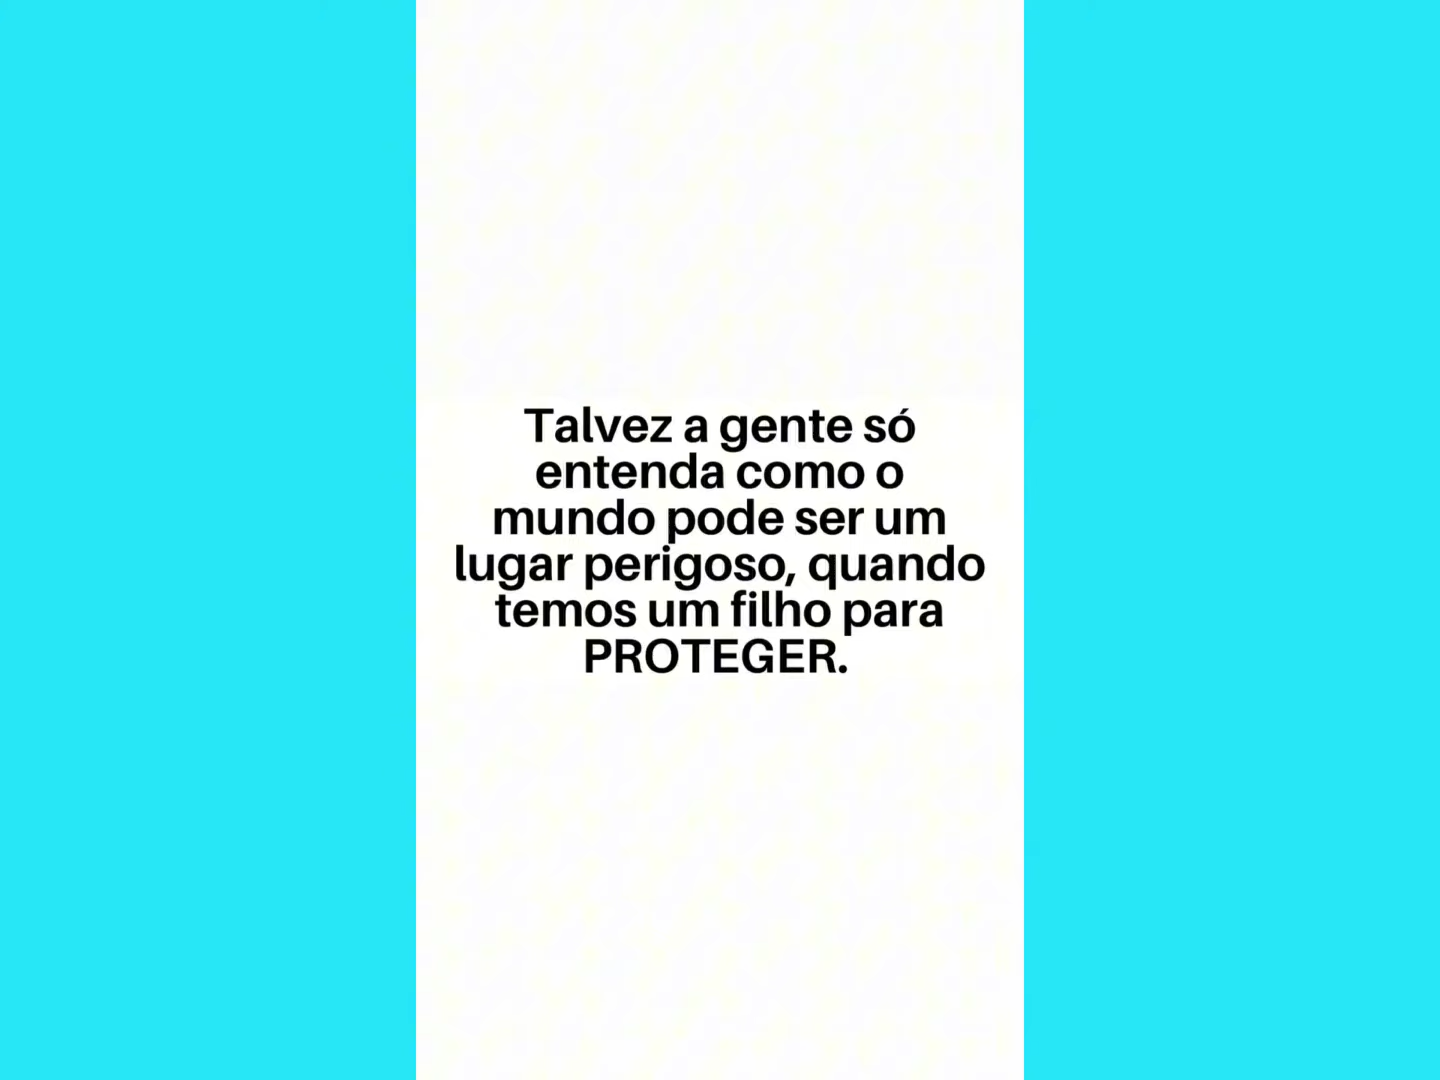 Talvez a gente só
entenda como o
mundo pode ser um
lugar perigoso, quando
temos um filho para
PROTEGER.